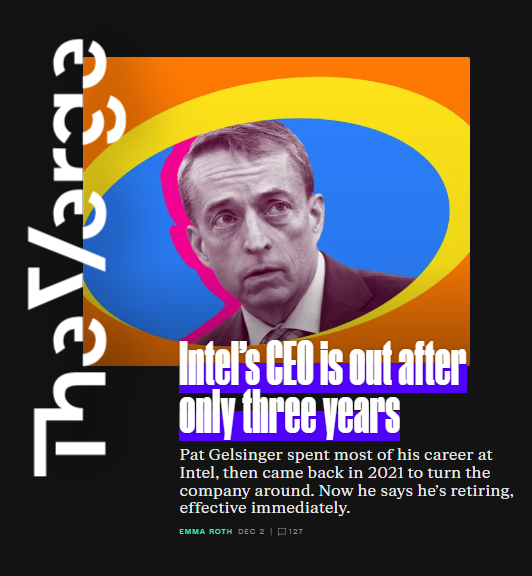 The Verge
Intel's CEO is out after
only three years
Pat Gelsinger spent most of his career at
Intel, then came back in 2021 to turn the
company around. Now he says he's retiring,
effective immediately.
EMMA ROTH DEC 2 | 127